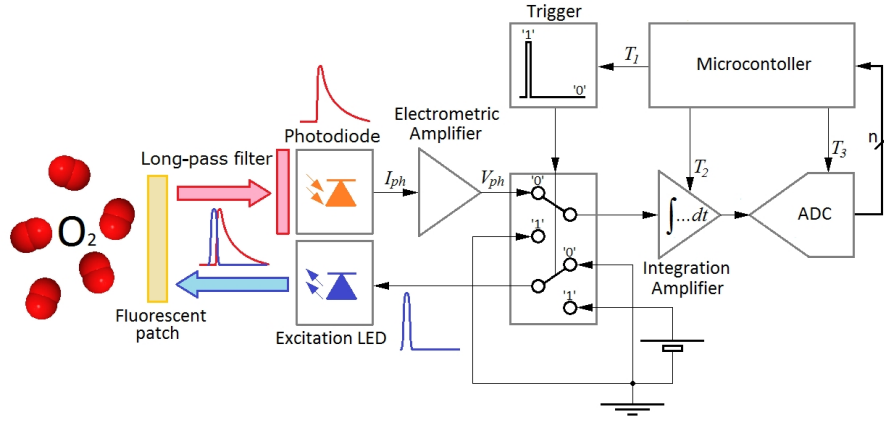 Trigger
'1'
'0'
T1
Microcontoller
n
Electrometric
Amplifier
Photodiode
Long-pass filter
Iph
Vph
'0'
'1'
'0'
'1'
T2
T3
∫...dt
ADC
Integration
Amplifier
O2
Fluorescent
patch
Excitation LED